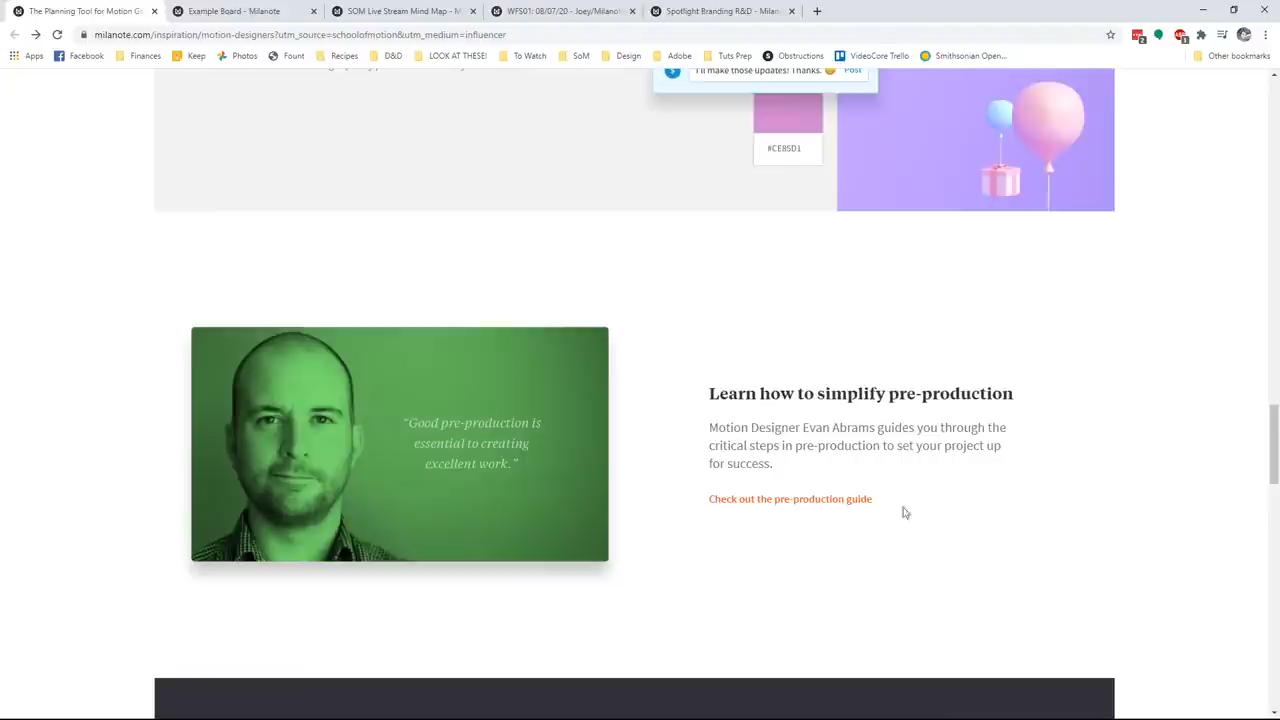 The Planning Tool for Motion G
Example Board - Milanote
SOM Live Stream Mind Map - M
WFS01: 08/07/20 - Joey/Milanot
Spotlight Branding R&D - Milan
milanote.com/inspiration/motion-designers?utm_source=schoolofmotion&utm_medium=influencer
Apps
Facebook
Finances
Keep
Photos
Fount
Recipes
D&D
LOOK AT THESE!
To Watch
SoM
Design
Adobe
Tuts Prep
Obstructions
VideoCore Trello
Smithsonian Open...
Other bookmarks
I'll make those updates! Thanks.
Post
#CE85D1
"Good pre-production is
essential to creating
excellent work."
Learn how to simplify pre-production
Motion Designer Evan Abrams guides you through the
critical steps in pre-production to set your project up
for success.
Check out the pre-production guide